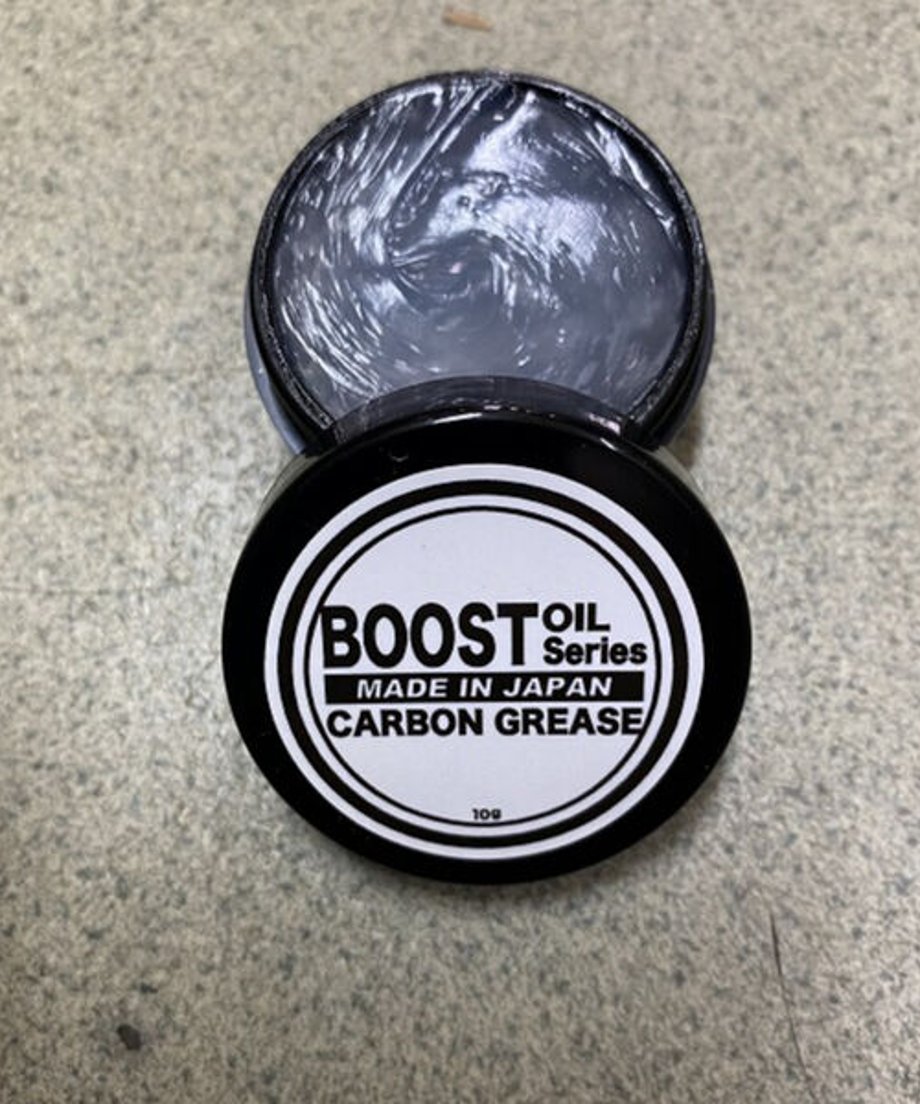 BOOST OIL
Series
MADE IN JAPAN
CARBON GREASE
10g